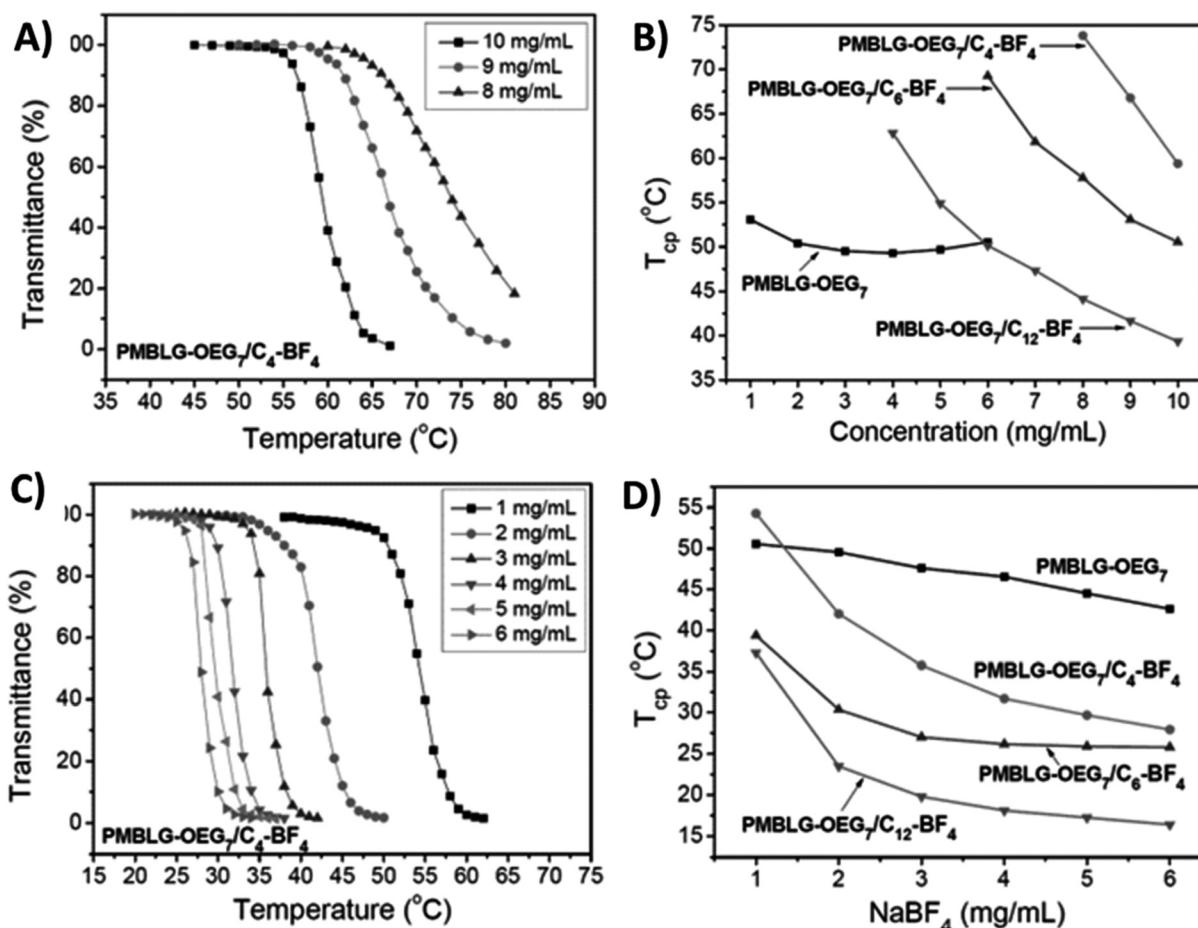 A)
Transmittance (%)
00
80
60
40
20
0
10 mg/mL
9 mg/mL
8 mg/mL
PMBLG-OEG₇/C₄-BF₄
35 45 50 55 60 65 70 75 80 85 90
Temperature (°C)
B)
T_cp (°C)
75
70
65
60
55
50
45
40
35
PMBLG-OEG₇/C₄-BF₄
PMBLG-OEG₇/C₆-BF₄
PMBLG-OEG₇
PMBLG-OEG₇/C₁₂-BF₄
1 2 3 4 5 6 7 8 9 10
Concentration (mg/mL)
C)
Transmittance (%)
00
80
60
40
20
0
1 mg/mL
2 mg/mL
3 mg/mL
4 mg/mL
5 mg/mL
6 mg/mL
PMBLG-OEG₇/C₄-BF₄
15 20 25 30 35 40 45 50 55 60 65 75
Temperature (°C)
D)
T_cp (°C)
55
50
45
40
35
30
25
20
15
PMBLG-OEG₇
PMBLG-OEG₇/C₄-BF₄
PMBLG-OEG₇/C₆-BF₄
PMBLG-OEG₇/C₁₂-BF₄
1 2 3 4 5 6
NaBF₄ (mg/mL)